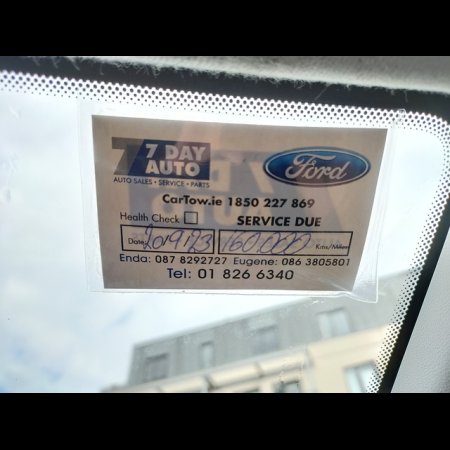 7 7 DAY
AUTO
Ford
AUTO SALES • SERVICE • PARTS
CarTow.ie 1850 227 869
Health Check SERVICE DUE
Date 20.9.23 160,000 Kms/Miles
Enda: 087 8292727 Eugene: 086 3805801
Tel: 01 826 6340